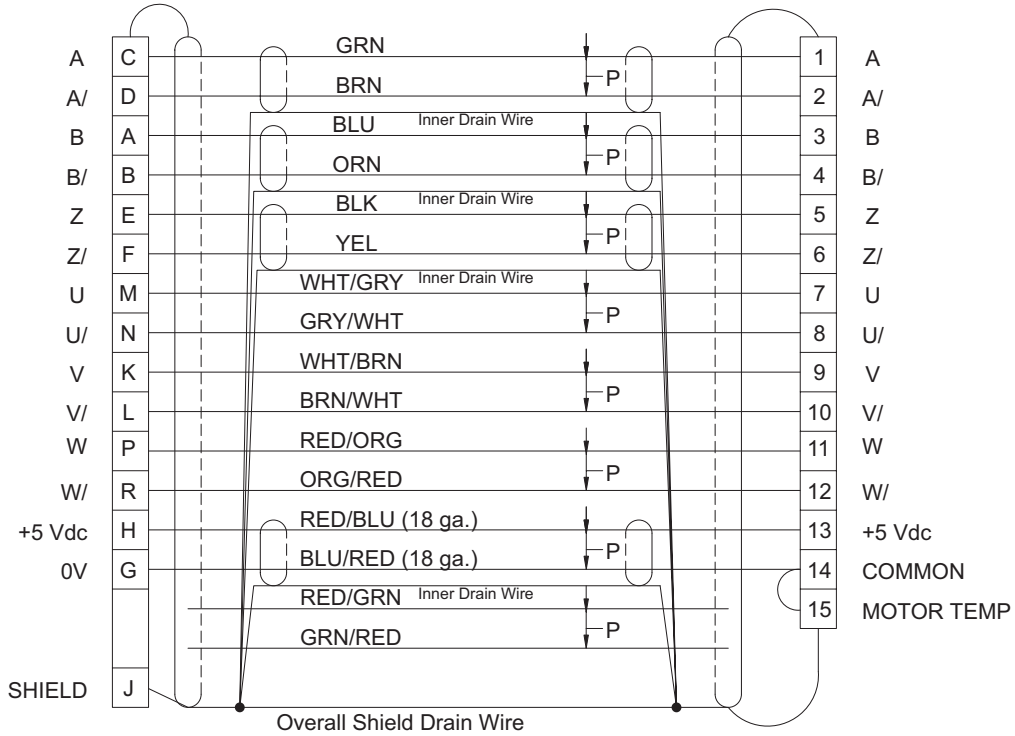 A C GRN 1 A
P
A/ D BRN 2 A/
Inner Drain Wire
B A BLU 3 B
P
B/ B ORN 4 B/
Inner Drain Wire
Z E BLK 5 Z
P
Z/ F YEL 6 Z/
Inner Drain Wire
U M WHT/GRY 7 U
P
U/ N GRY/WHT 8 U/
V K WHT/BRN 9 V
P
V/ L BRN/WHT 10 V/
W P RED/ORG 11 W
P
W/ R ORG/RED 12 W/
+5 Vdc H RED/BLU (18 ga.) 13 +5 Vdc
P
0V G BLU/RED (18 ga.) 14 COMMON
Inner Drain Wire
RED/GRN 15 MOTOR TEMP
P
GRN/RED
SHIELD J
Overall Shield Drain Wire